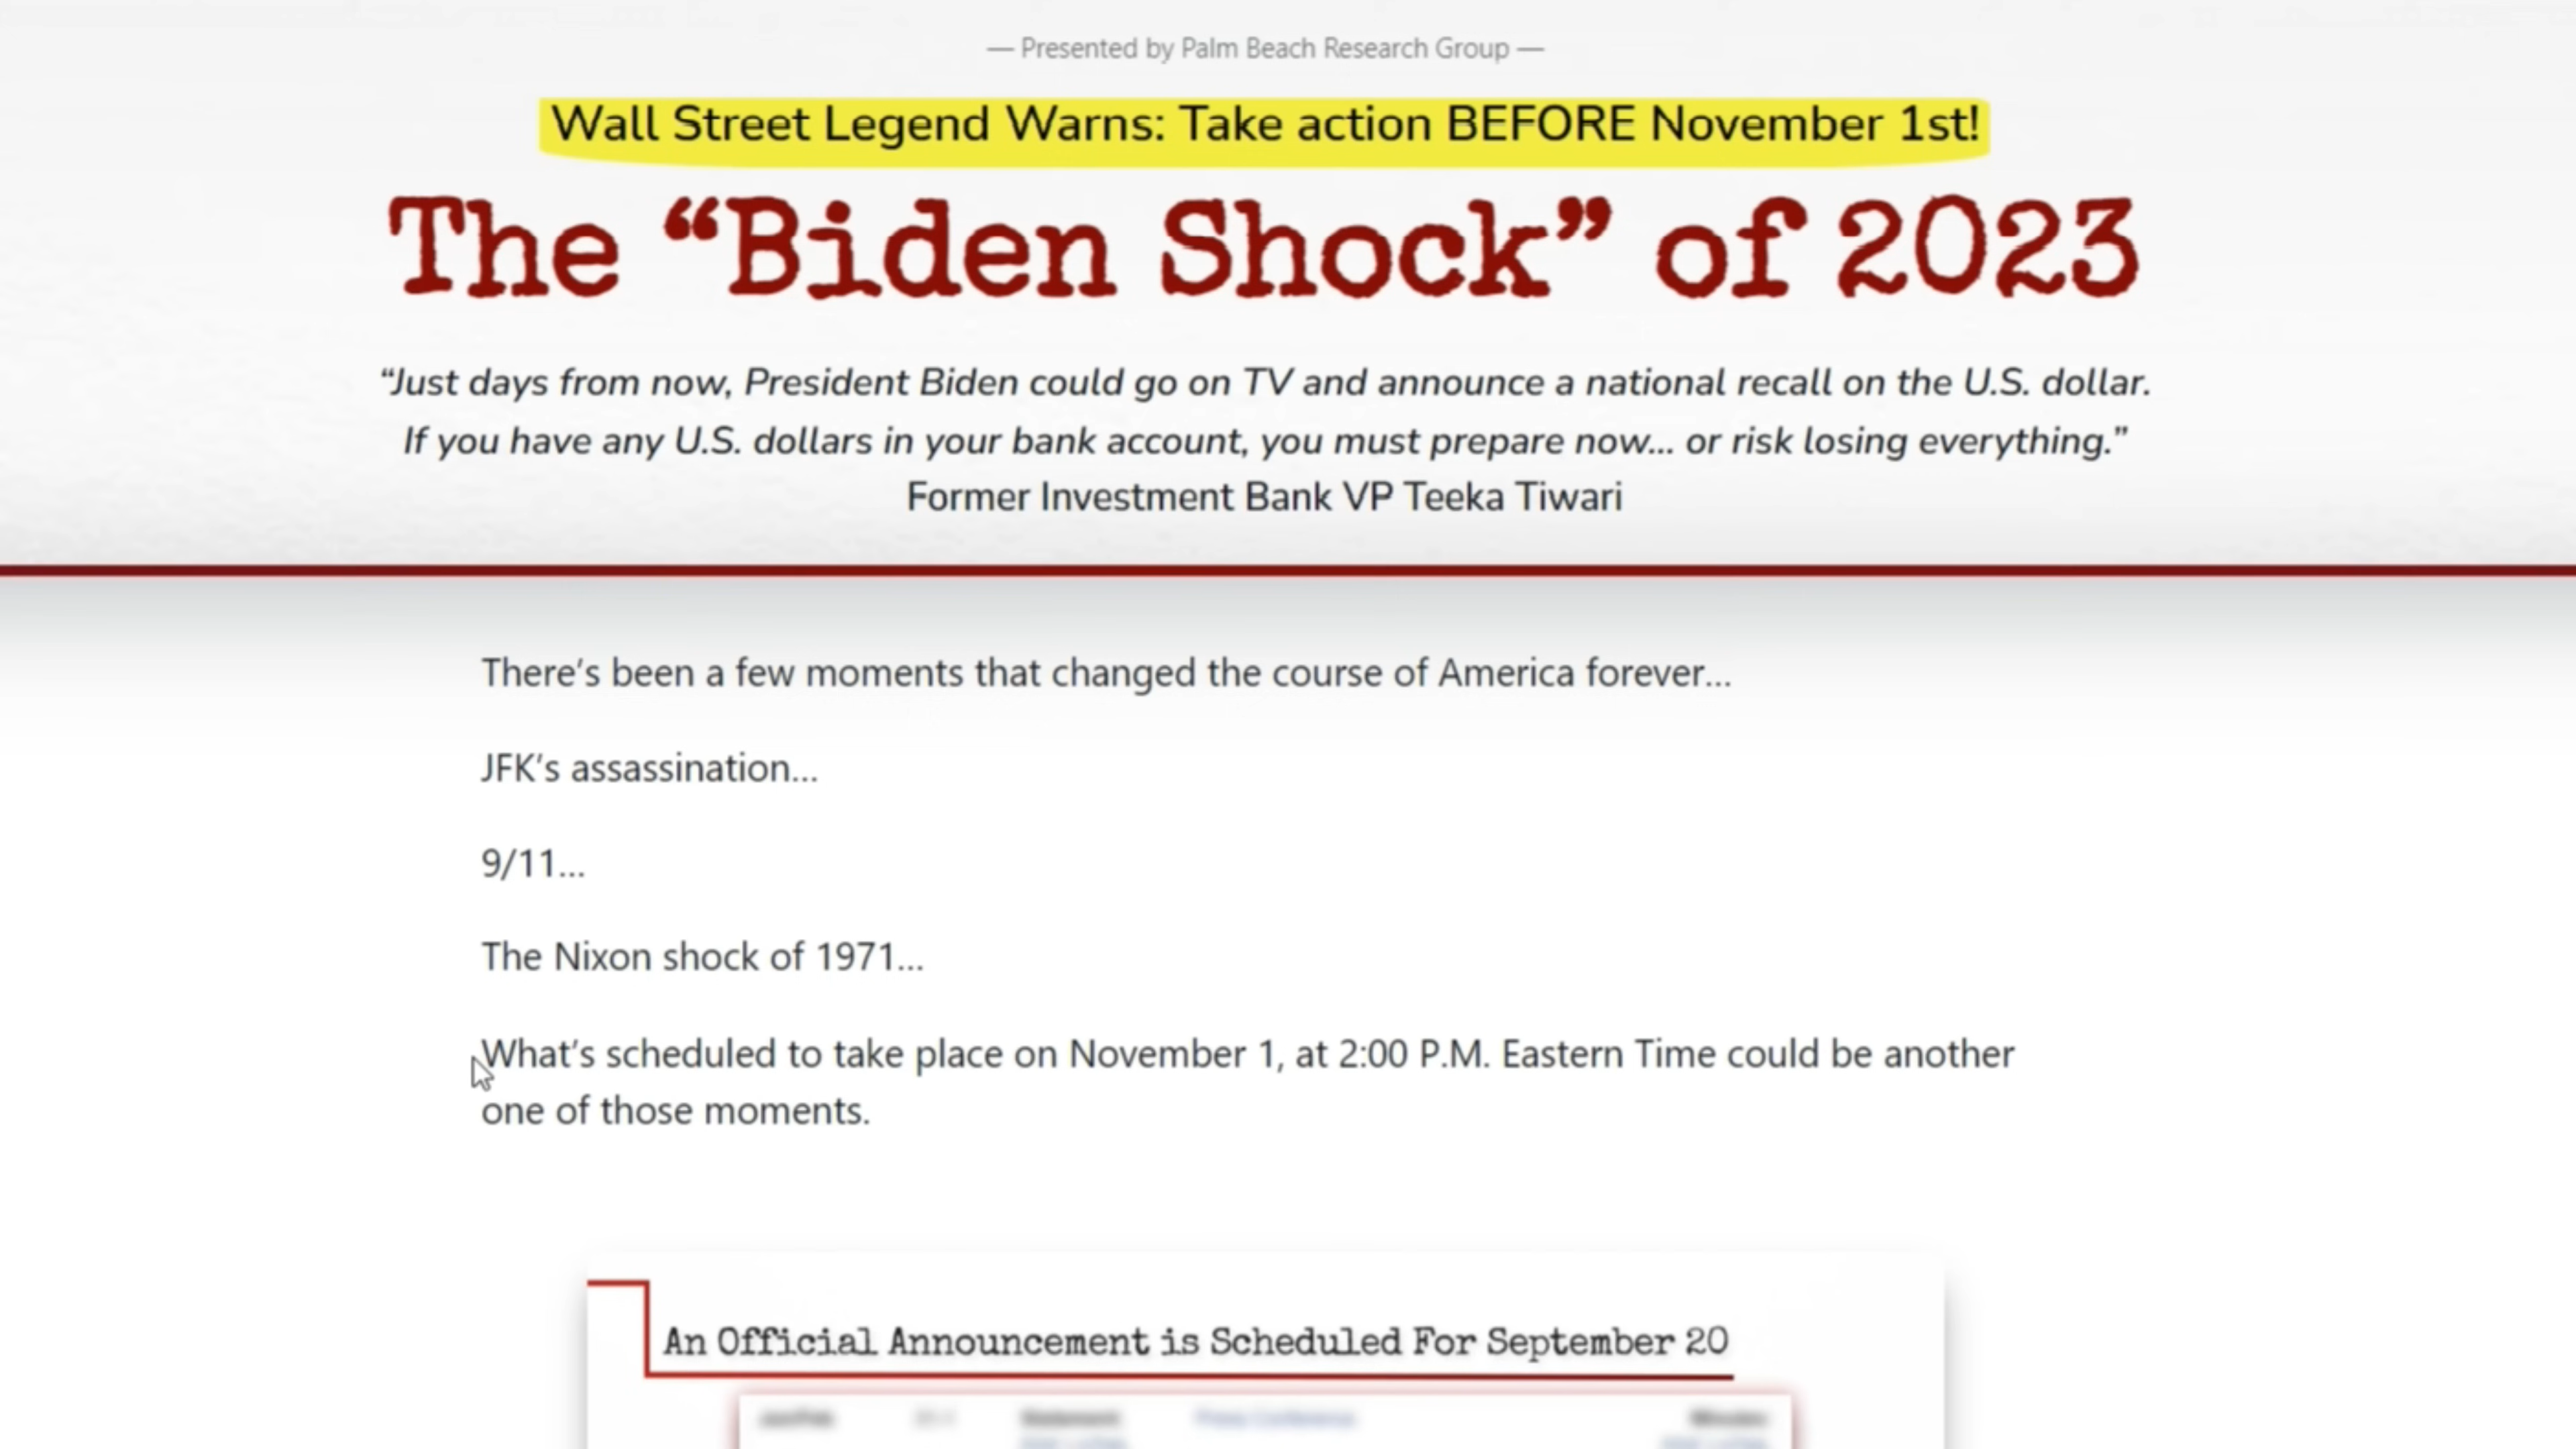 — Presented by Palm Beach Research Group —
Wall Street Legend Warns: Take action BEFORE November 1st!
The “Biden Shock” of 2023
“Just days from now, President Biden could go on TV and announce a national recall on the U.S. dollar.
If you have any U.S. dollars in your bank account, you must prepare now... or risk losing everything.”
Former Investment Bank VP Teeka Tiwari
There’s been a few moments that changed the course of America forever...
JFK’s assassination...
9/11...
The Nixon shock of 1971...
What’s scheduled to take place on November 1, at 2:00 P.M. Eastern Time could be another
one of those moments.
An Official Announcement is Scheduled For September 20
Statement: Press Conference Minutes: